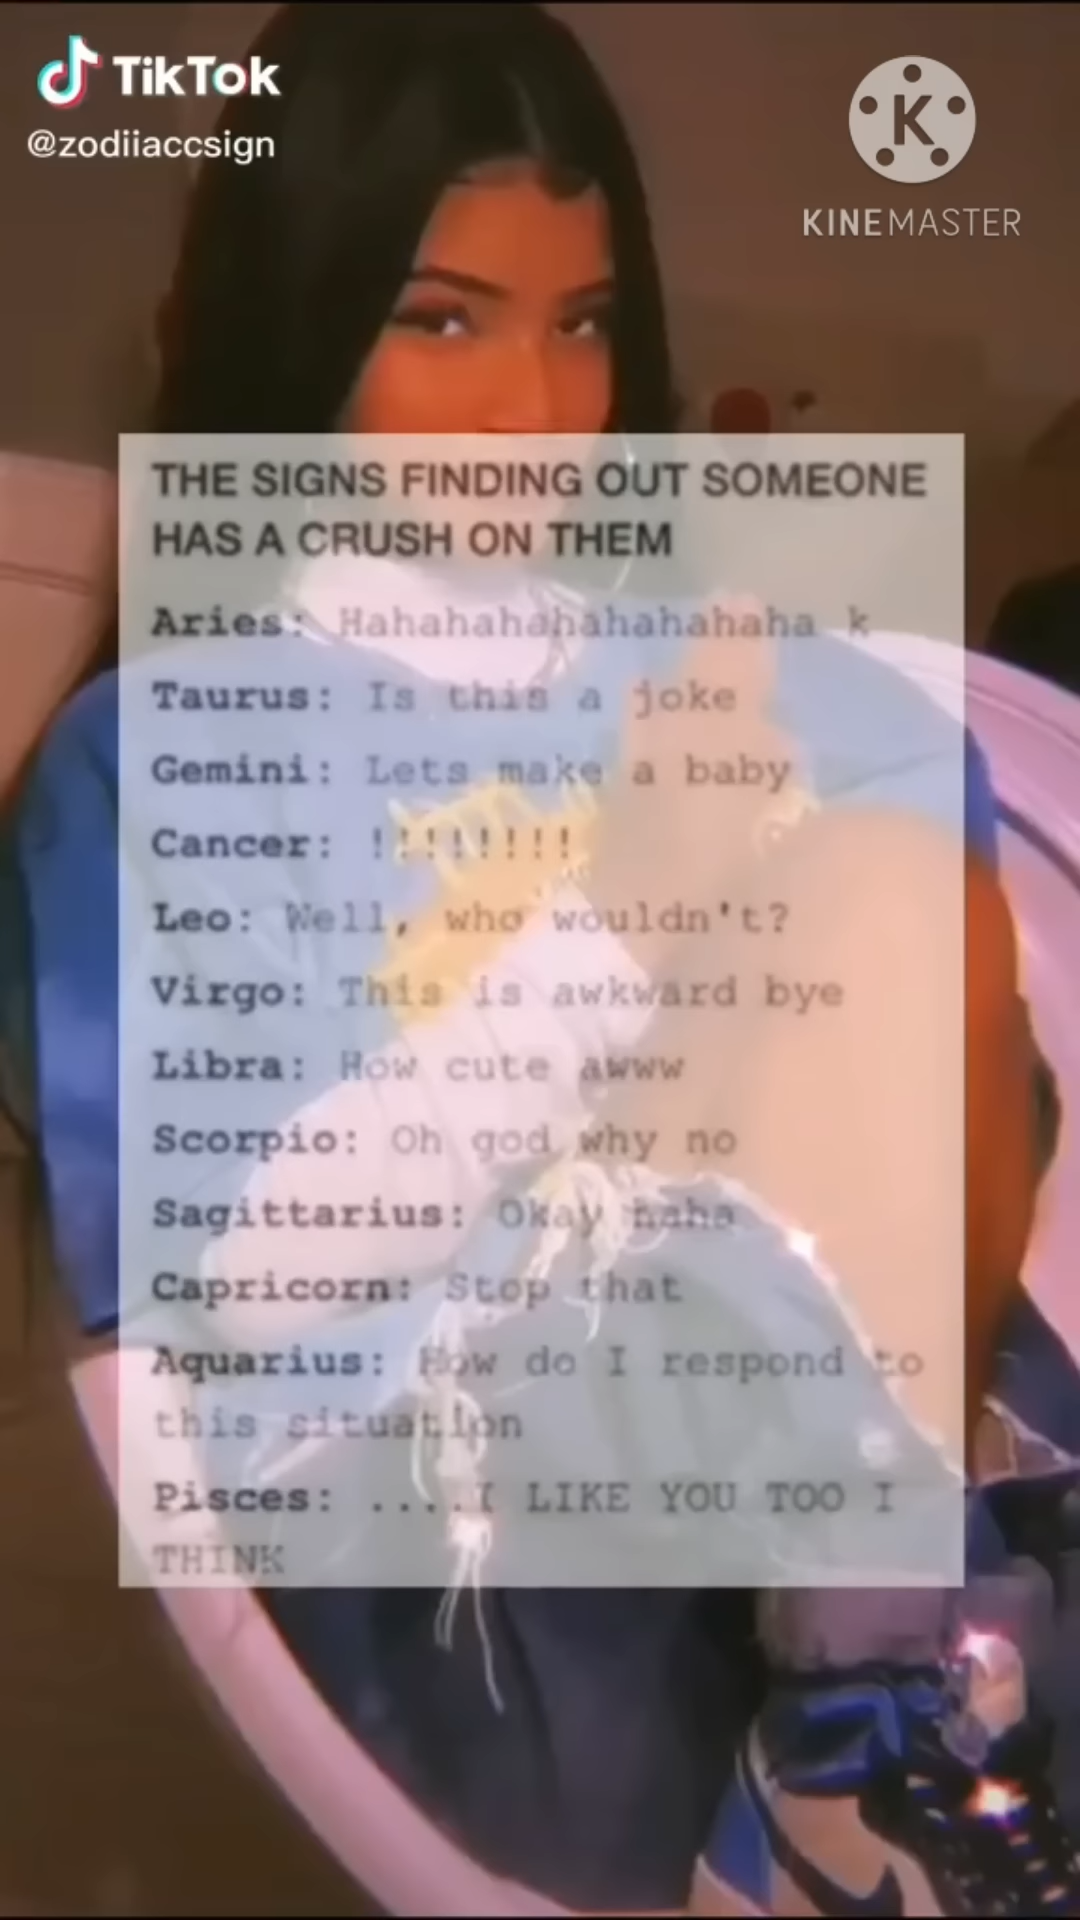 TikTok
@zodiiaccsign
K
KINEMASTER
THE SIGNS FINDING OUT SOMEONE
HAS A CRUSH ON THEM
Aries: Hahahahahahahahaha k
Taurus: Is this a joke
Gemini: Lets make a baby
Cancer: !!!!!!!!
Leo: Well, who wouldn't?
Virgo: This is awkward bye
Libra: How cute awww
Scorpio: Oh god why no
Sagittarius: Okay haha
Capricorn: Stop that
Aquarius: How do I respond to
this situation
Pisces: ....I LIKE YOU TOO I
THINK